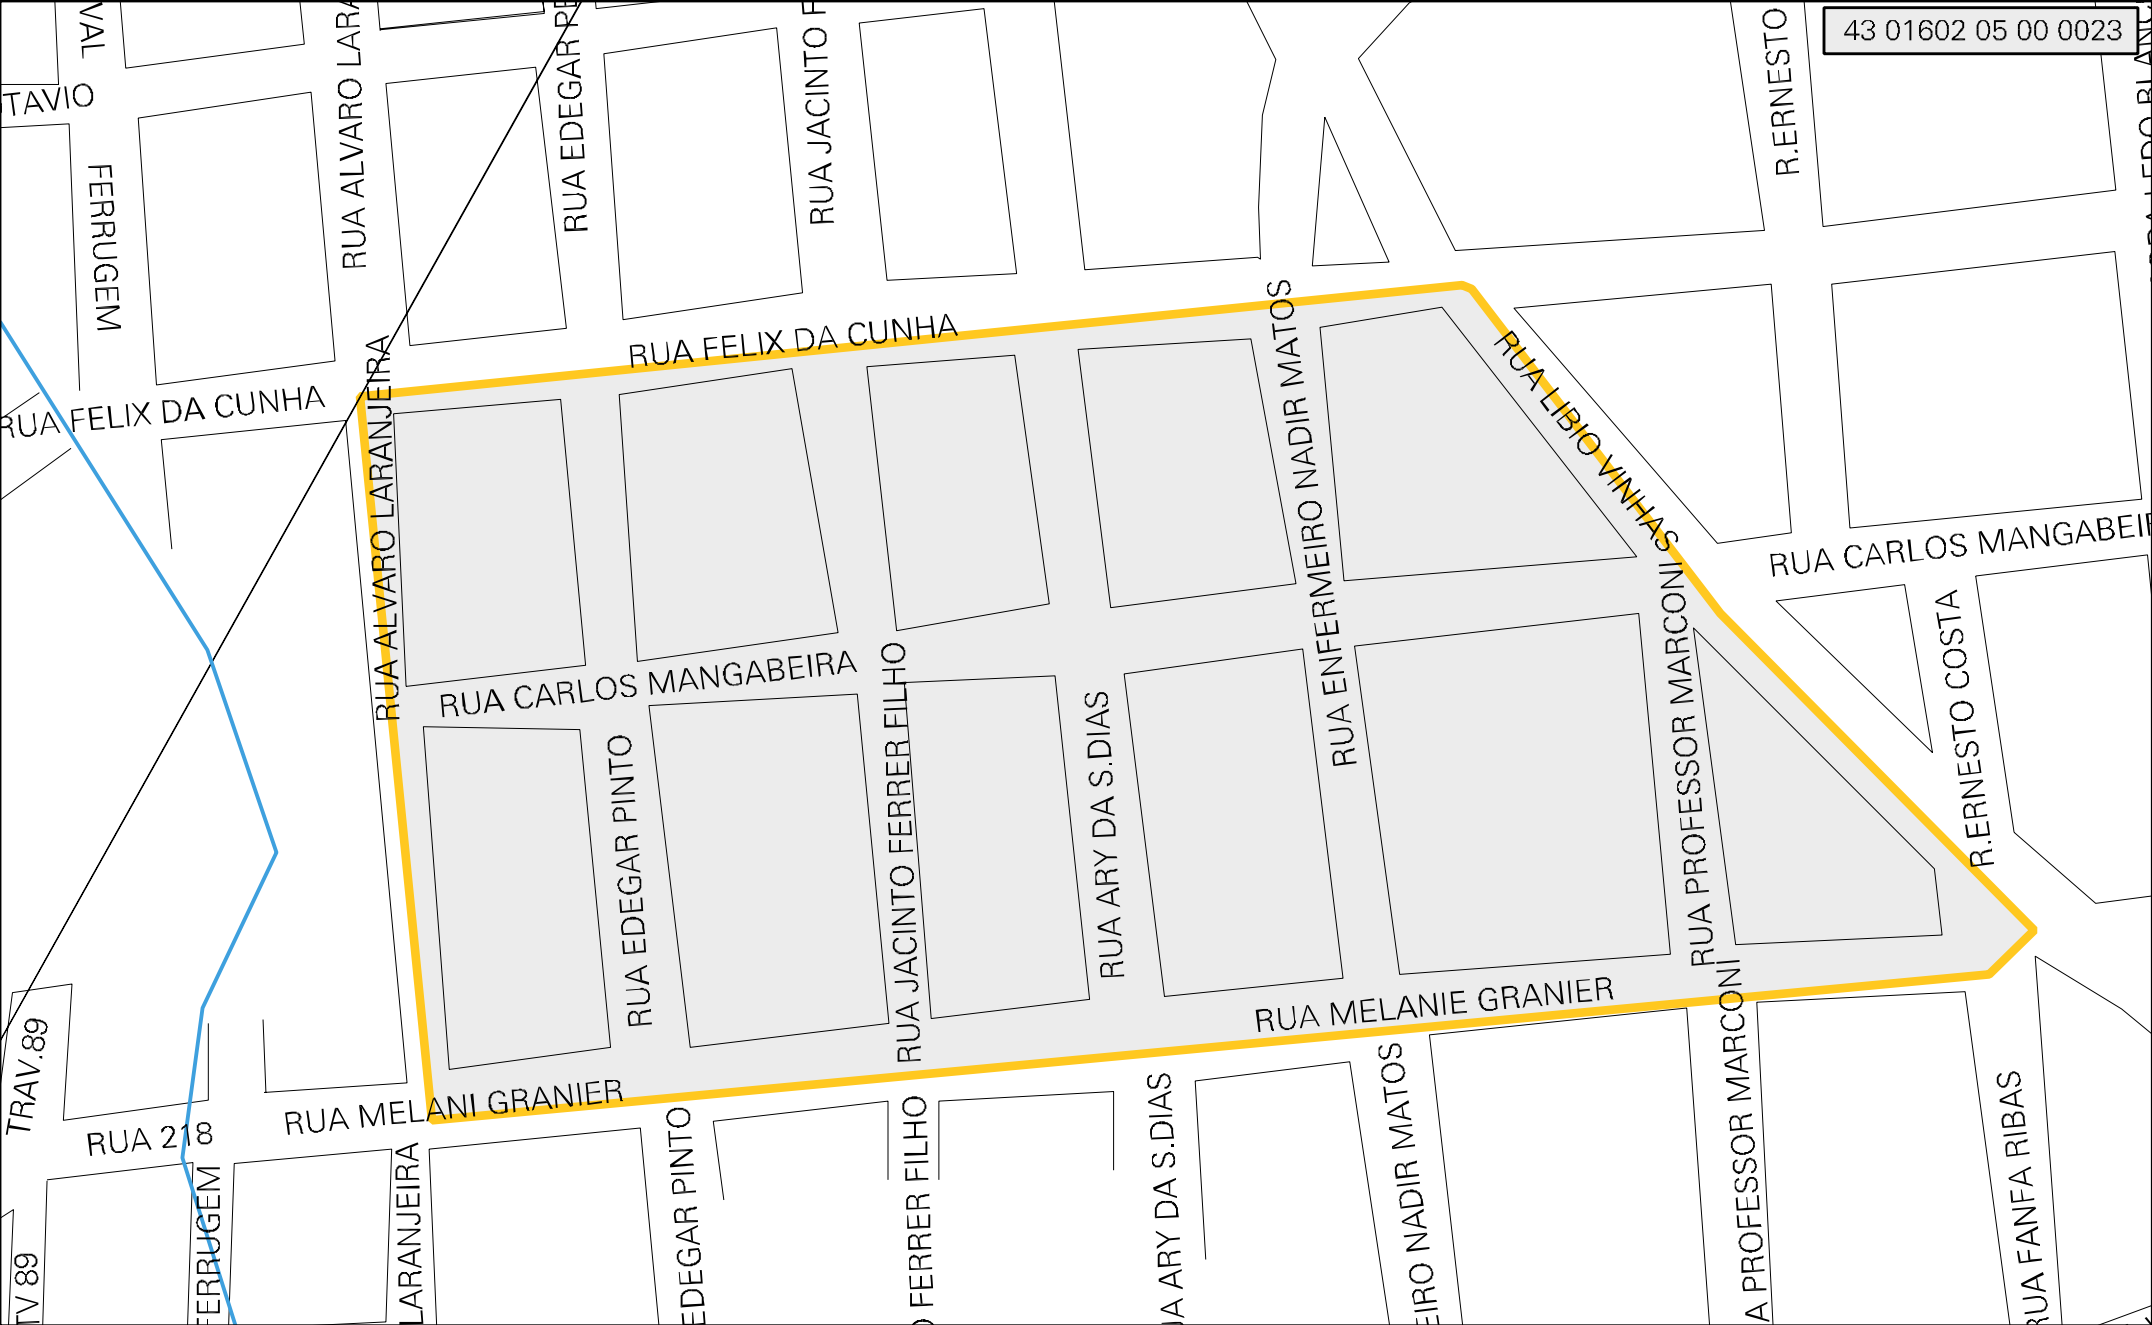 43 01602 05 00 0023
VAL
TAVIO
FERRUGEM
RUA ALVARO LARA
RUA EDEGAR PE
RUA JACINTO F
R.ERNESTO
RUA FELIX DA CUNHA
RUA FELIX DA CUNHA
RUA ALVARO LARANJEIRA
RUA ENFERMEIRO NADIR MATOS
RUA LIBIO VINHAS
RUA CARLOS MANGABEIR
RUA CARLOS MANGABEIRA
RUA EDEGAR PINTO
RUA JACINTO FERRER FILHO
RUA ARY DA S.DIAS
RUA PROFESSOR MARCONI
R.ERNESTO COSTA
RUA MELANIE GRANIER
RUA MELANI GRANIER
TRAV.89
RUA 218
TV 89
FERRUGEM
LARANJEIRA
EDEGAR PINTO
O FERRER FILHO
UA ARY DA S.DIAS
EIRO NADIR MATOS
A PROFESSOR MARCONI
RUA FANFA RIBAS